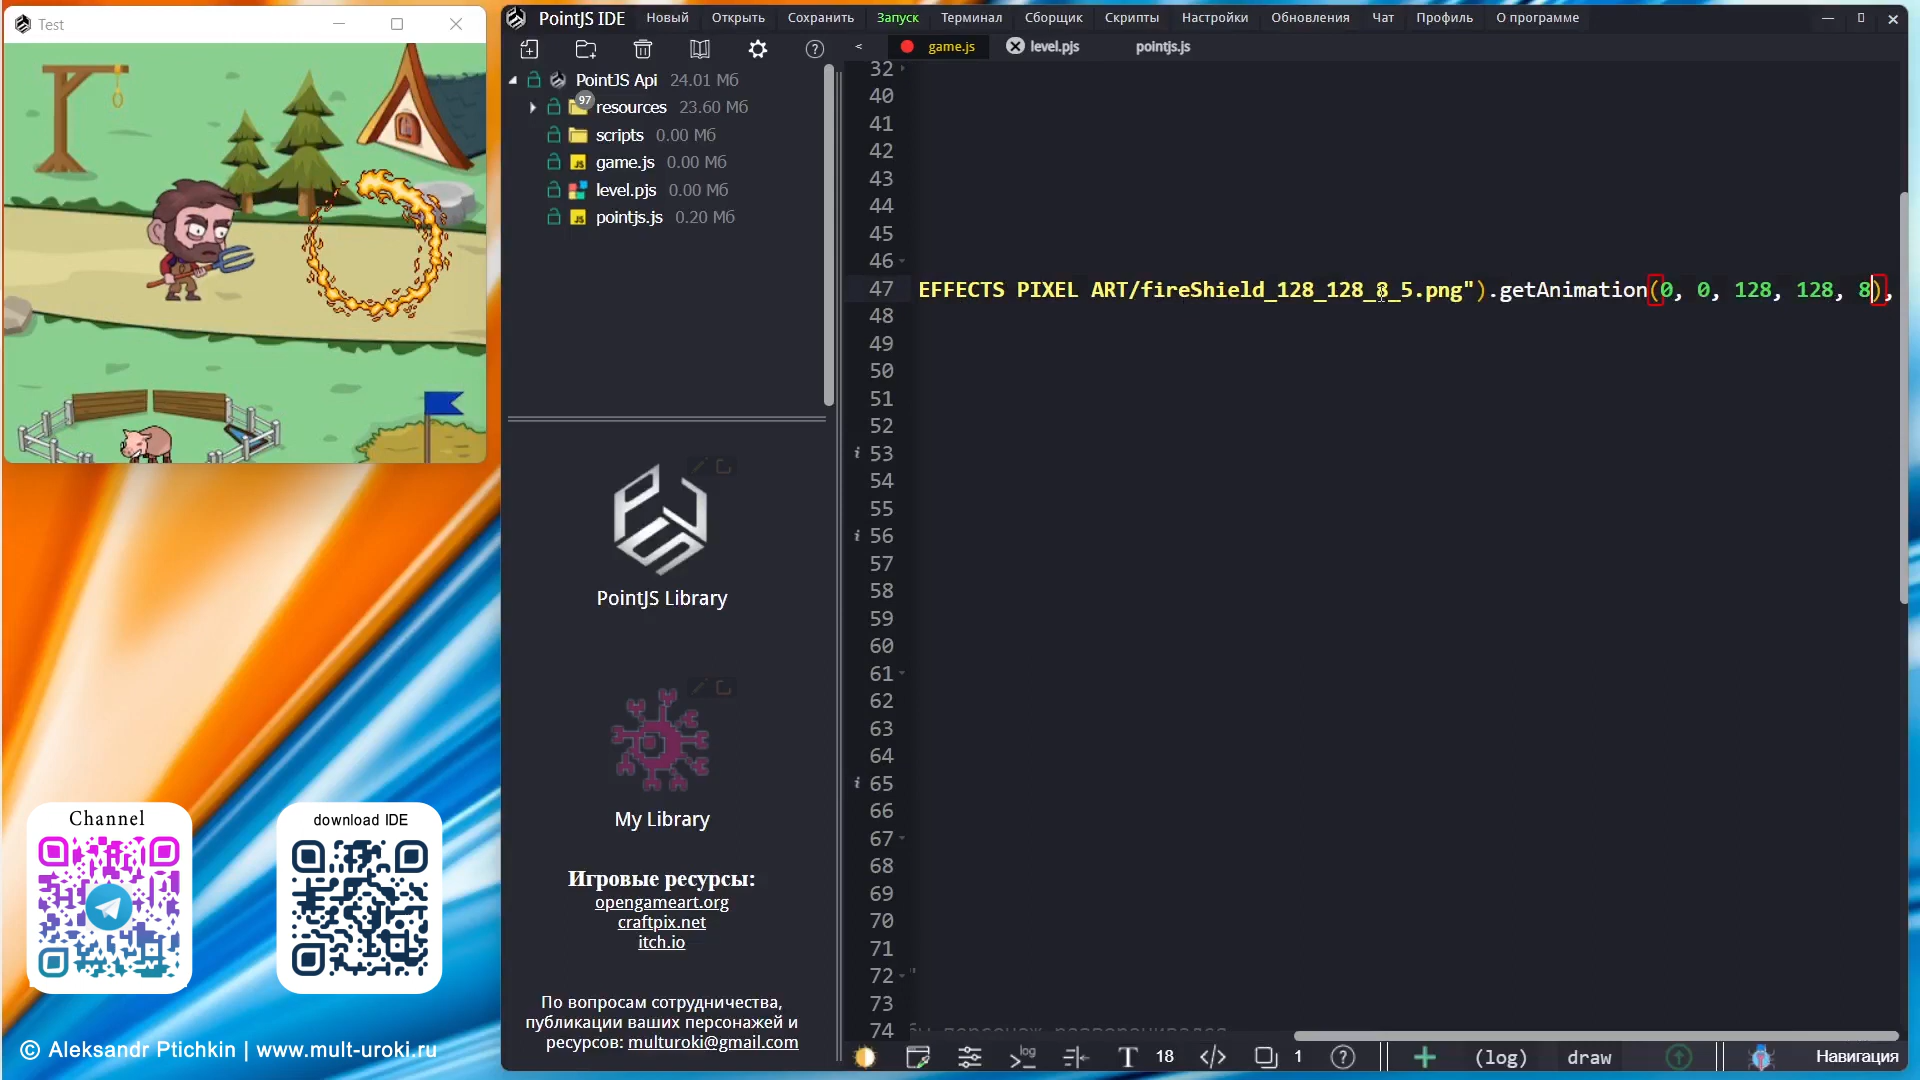 Test
PointJS IDE
Новый
Открыть
Сохранить
Запуск
Терминал
Сборщик
Скрипты
Настройки
Обновления
Чат
Профиль
О программе
< game.js level.pjs pointjs.js
PointJS Api 24.01 Мб
97
resources 23.60 Мб
scripts 0.00 Мб
game.js 0.00 Мб
level.pjs 0.00 Мб
pointjs.js 0.20 Мб
PointJS Library
My Library
Игровые ресурсы:
opengameart.org
craftpix.net
itch.io
По вопросам сотрудничества,
публикации ваших персонажей и
ресурсов: multuroki@gmail.com
32
40
41
42
43
44
45
46
47 EFFECTS PIXEL ART/fireShield_128_128_8_5.png").getAnimation(0, 0, 128, 128, 8),
48
49
50
51
52
53
54
55
56
57
58
59
60
61
62
63
64
65
66
67
68
69
70
71
72 "
73
74 персонаж разворачивался
log
T 18
1
(log)
draw
Навигация
Channel
download IDE
© Aleksandr Ptichkin | www.mult-uroki.ru